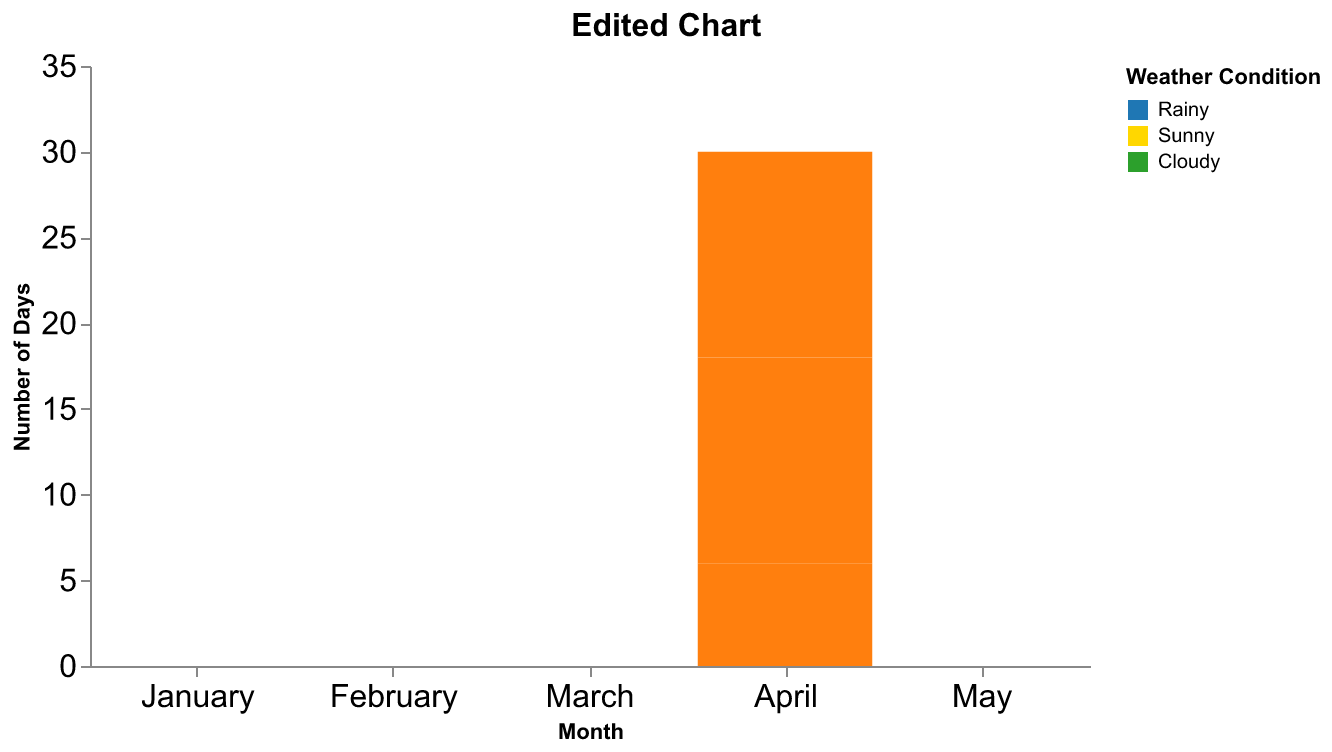 Edited Chart
35
30
25
20
15
10
5
0
Number of Days
January
February
March
April
May
Month
Weather Condition
Rainy
Sunny
Cloudy